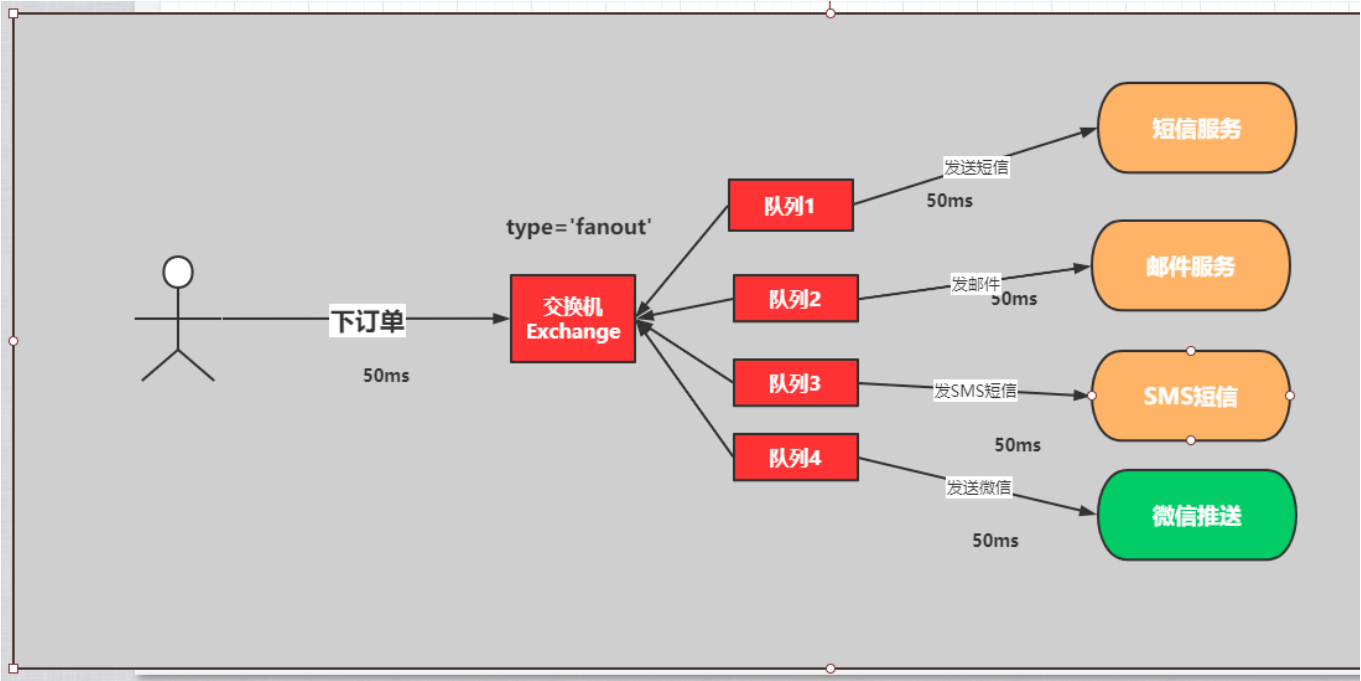 type='fanout'
下订单
50ms
交换机
Exchange
队列1
队列2
队列3
队列4
发送短信
50ms
发邮件
50ms
发SMS短信
50ms
发送微信
50ms
短信服务
邮件服务
SMS短信
微信推送